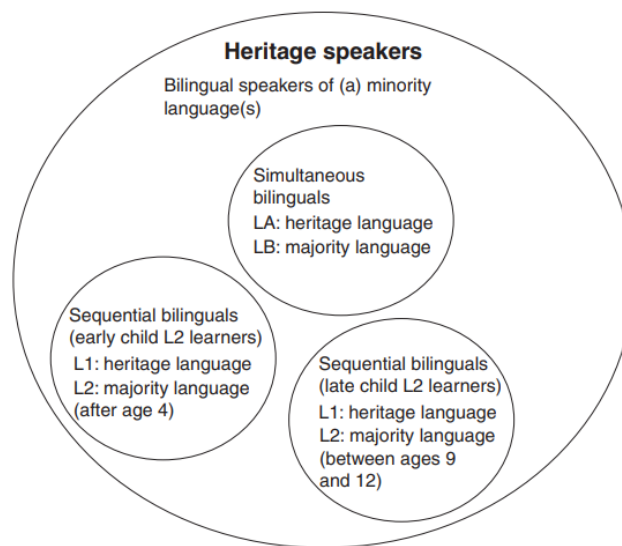 Heritage speakers
Bilingual speakers of (a) minority
language(s)
Simultaneous
bilinguals
LA: heritage language
LB: majority language
Sequential bilinguals
(early child L2 learners)
L1: heritage language
L2: majority language
(after age 4)
Sequential bilinguals
(late child L2 learners)
L1: heritage language
L2: majority language
(between ages 9
and 12)